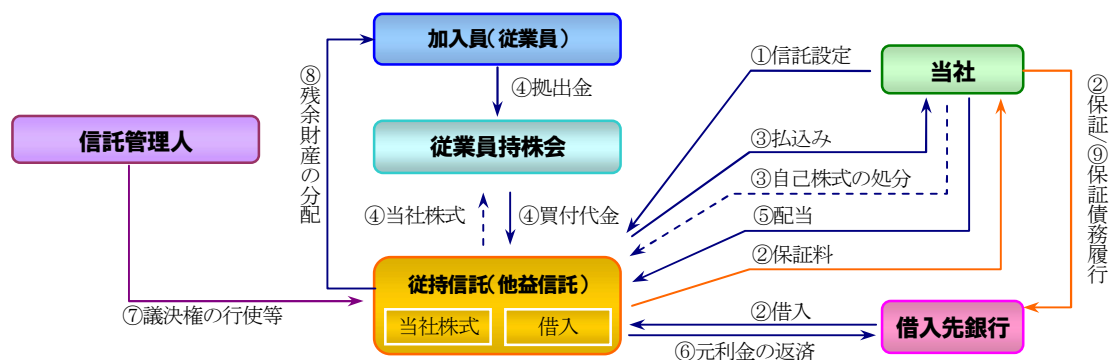 加入員(従業員)
①信託設定
当社
⑧残余財産の分配
④拠出金
②保証/⑨保証債務履行
信託管理人
従業員持株会
③払込み
③自己株式の処分
④当社株式
④買付代金
⑤配当
②保証料
従持信託(他益信託)
⑦議決権の行使等
当社株式
借入
②借入
借入先銀行
⑥元利金の返済